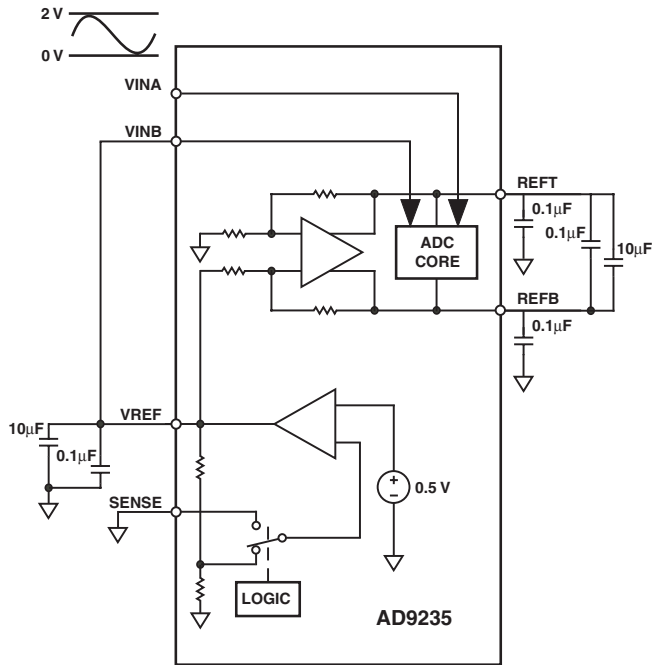 2 V
0 V
VINA
VINB
REFT
0.1μF
0.1μF
10μF
ADC
CORE
REFB
0.1μF
VREF
10μF
0.1μF
0.5 V
SENSE
LOGIC
AD9235